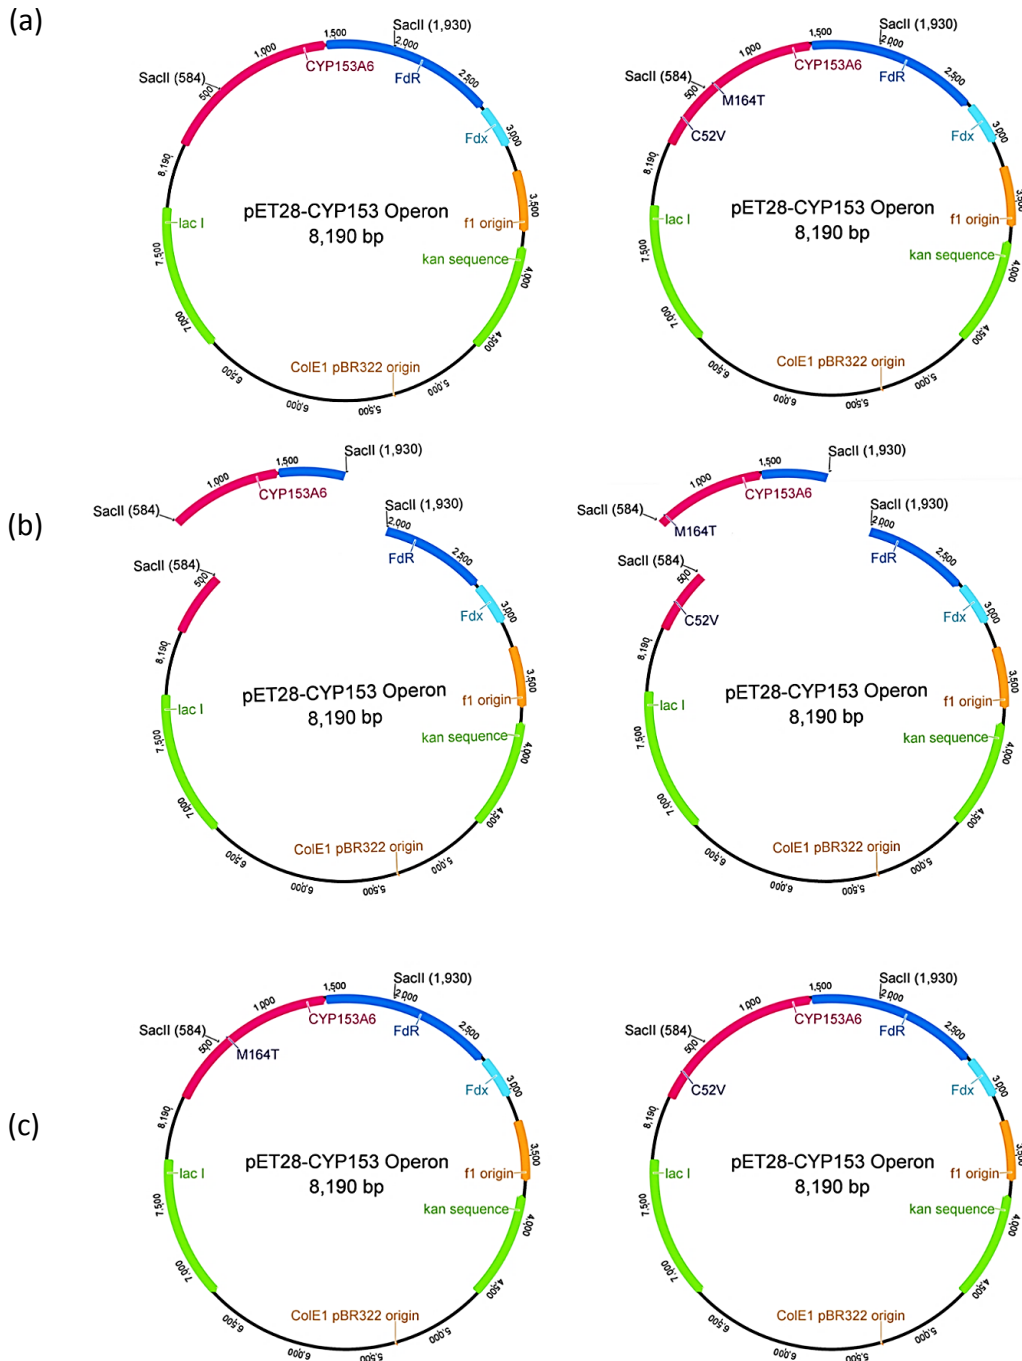 (a)
SacII (1,930)
1,500
2,000
1,000
CYP153A6
FdR
SacII (584)
500
2,500
Fdx
3,000
8,190
lac I
pET28-CYP153 Operon
8,190 bp
3,500
f1 origin
kan sequence
7,500
4,000
7,000
4,500
ColE1 pBR322 origin
6,500
5,000
6,000
5,500
SacII (1,930)
1,500
2,000
1,000
CYP153A6
FdR
SacII (584)
500
M164T
2,500
C52V
Fdx
3,000
8,190
lac I
pET28-CYP153 Operon
8,190 bp
3,500
f1 origin
kan sequence
7,500
4,000
7,000
4,500
ColE1 pBR322 origin
6,500
5,000
6,000
5,500
(b)
SacII (1,930)
1,500
1,000
CYP153A6
SacII (584)
SacII (1,930)
2,000
FdR
SacII (584)
500
2,500
Fdx
3,000
8,190
lac I
pET28-CYP153 Operon
8,190 bp
3,500
f1 origin
kan sequence
7,500
4,000
7,000
4,500
ColE1 pBR322 origin
6,500
5,000
6,000
5,500
SacII (1,930)
1,500
1,000
CYP153A6
SacII (584)
M164T
SacII (1,930)
2,000
FdR
SacII (584)
500
2,500
C52V
Fdx
3,000
8,190
lac I
pET28-CYP153 Operon
8,190 bp
3,500
f1 origin
kan sequence
7,500
4,000
7,000
4,500
ColE1 pBR322 origin
6,500
5,000
6,000
5,500
(c)
SacII (1,930)
1,500
2,000
1,000
CYP153A6
FdR
SacII (584)
500
M164T
2,500
Fdx
3,000
8,190
lac I
pET28-CYP153 Operon
8,190 bp
3,500
f1 origin
kan sequence
7,500
4,000
7,000
4,500
ColE1 pBR322 origin
6,500
5,000
6,000
5,500
SacII (1,930)
1,500
2,000
1,000
CYP153A6
FdR
SacII (584)
500
2,500
C52V
Fdx
3,000
8,190
lac I
pET28-CYP153 Operon
8,190 bp
3,500
f1 origin
kan sequence
7,500
4,000
7,000
4,500
ColE1 pBR322 origin
6,500
5,000
6,000
5,500